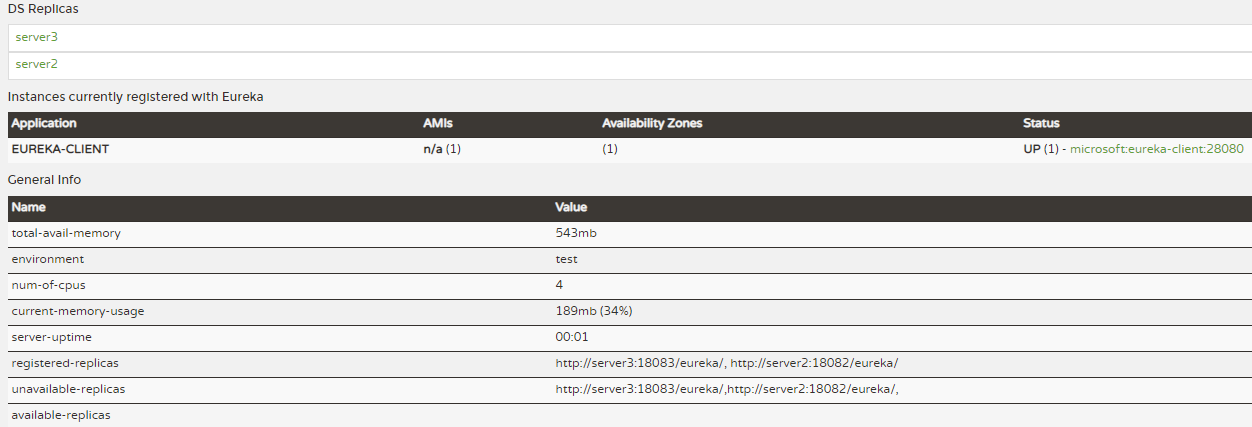 DS Replicas
server3
server2
Instances currently registered with Eureka
Application AMIs Availability Zones Status
EUREKA-CLIENT n/a (1) (1) UP (1) - microsoft:eureka-client:28080
General Info
Name Value
total-avail-memory 543mb
environment test
num-of-cpus 4
current-memory-usage 189mb (34%)
server-uptime 00:01
registered-replicas http://server3:18083/eureka/, http://server2:18082/eureka/
unavailable-replicas http://server3:18083/eureka/,http://server2:18082/eureka/,
available-replicas